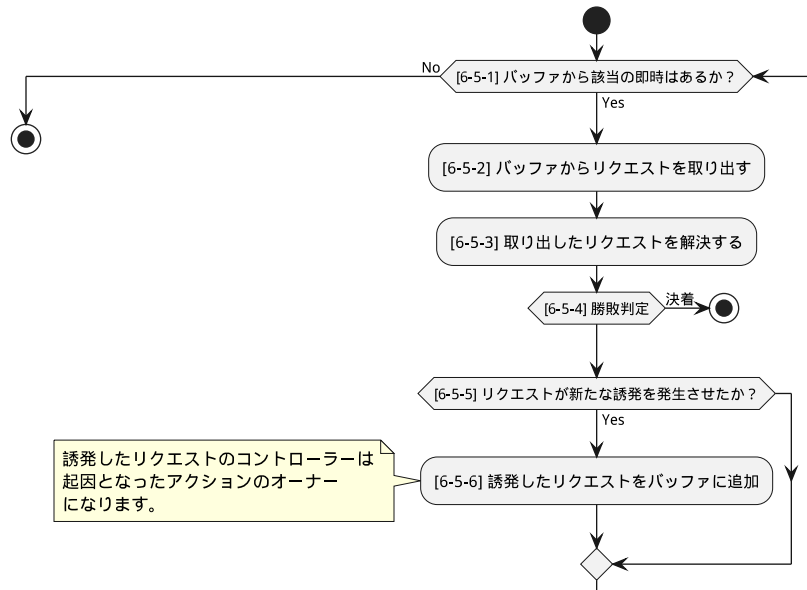 [6-5-1] バッファから該当の即時はあるか？
No
Yes
[6-5-2] バッファからリクエストを取り出す
[6-5-3] 取り出したリクエストを解決する
[6-5-4] 勝敗判定
決着
[6-5-5] リクエストが新たな誘発を発生させたか？
Yes
誘発したリクエストのコントローラーは
起因となったアクションのオーナー
になります。
[6-5-6] 誘発したリクエストをバッファに追加